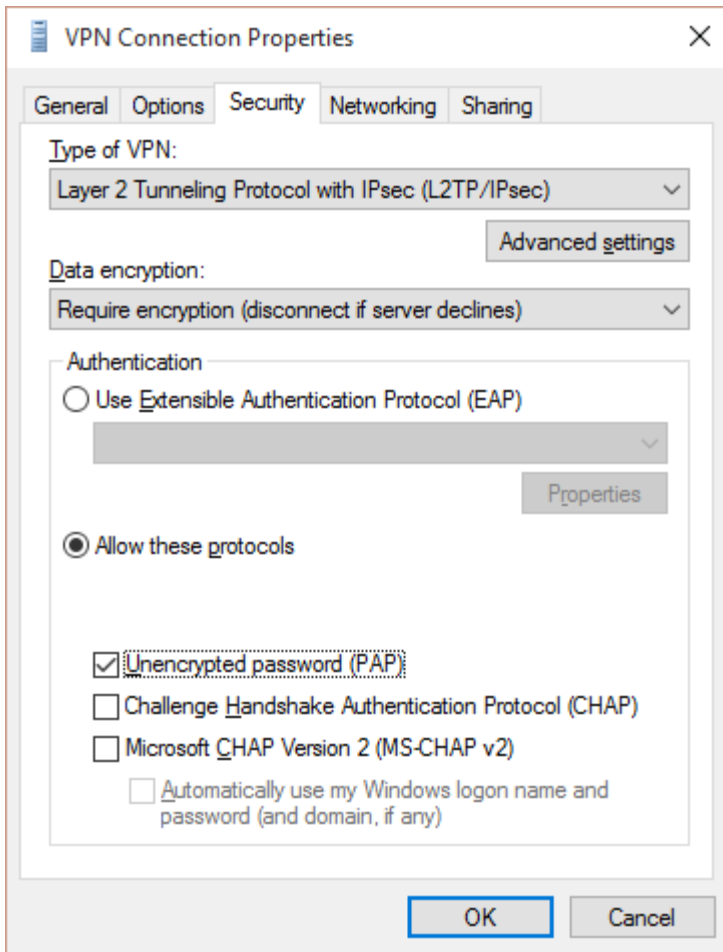 VPN Connection Properties
General Options Security Networking Sharing
Type of VPN:
Layer 2 Tunneling Protocol with IPsec (L2TP/IPsec)
Advanced settings
Data encryption:
Require encryption (disconnect if server declines)
Authentication
Use Extensible Authentication Protocol (EAP)
Properties
Allow these protocols
Unencrypted password (PAP)
Challenge Handshake Authentication Protocol (CHAP)
Microsoft CHAP Version 2 (MS-CHAP v2)
Automatically use my Windows logon name and
password (and domain, if any)
OK Cancel